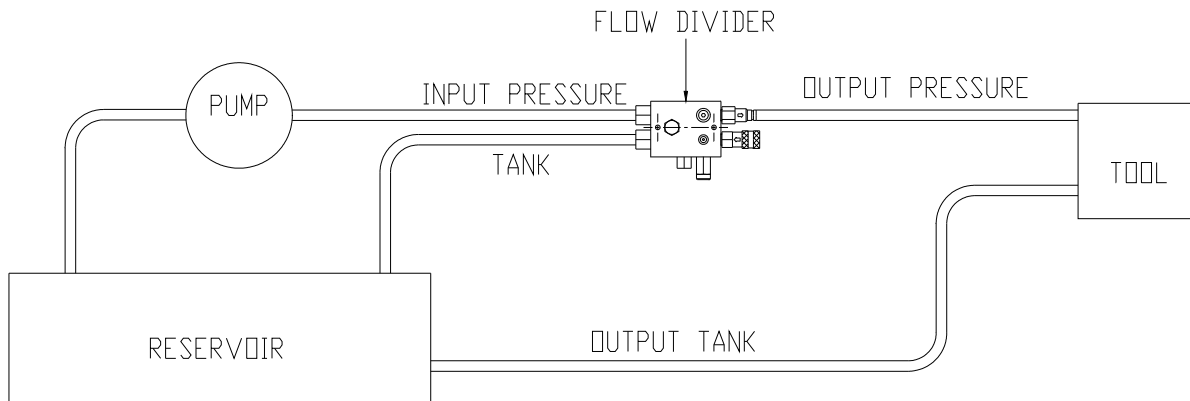 FLOW DIVIDER
PUMP
INPUT PRESSURE
OUTPUT PRESSURE
TANK
TOOL
RESERVOIR
OUTPUT TANK